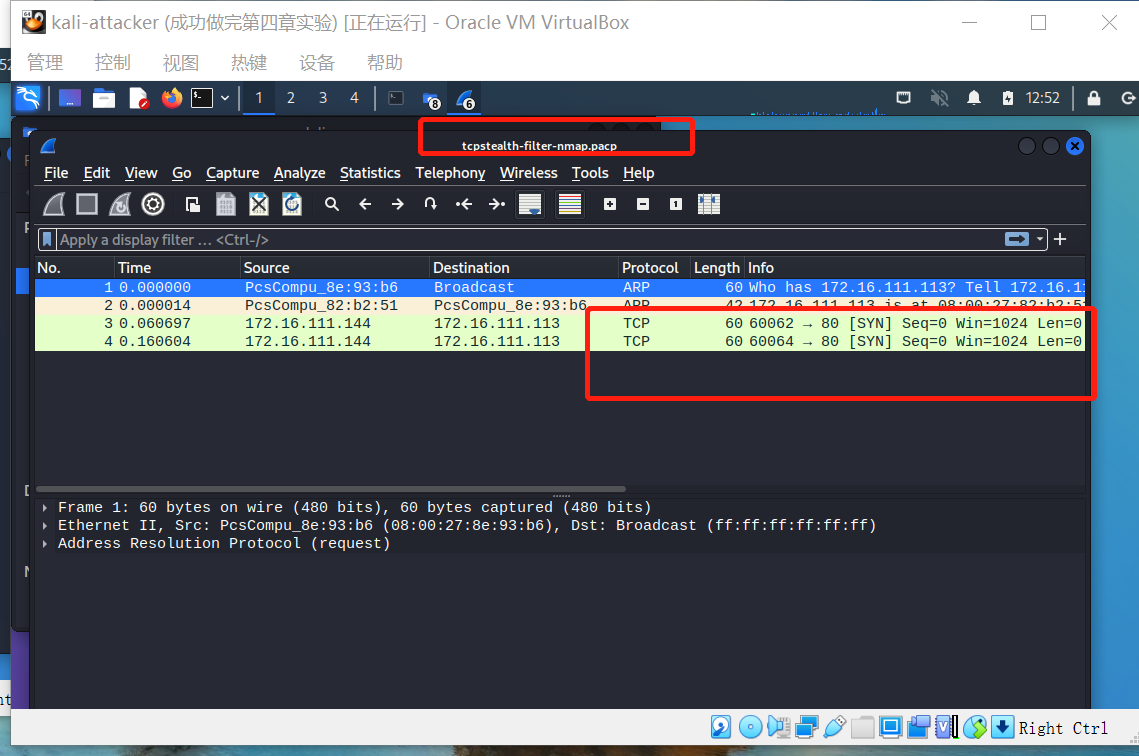 kali-attacker (成功做完第四章实验) [正在运行] - Oracle VM VirtualBox
管理 控制 视图 热键 设备 帮助
1 2 3 4 8 6 12:52
tcpstealth-filter-nmap.pacp
File Edit View Go Capture Analyze Statistics Telephony Wireless Tools Help
Apply a display filter … <Ctrl-/>
No. Time Source Destination Protocol Length Info
1 0.000000 PcsCompu_8e:93:b6 Broadcast ARP 60 Who has 172.16.111.113? Tell 172.16.1
2 0.000014 PcsCompu_82:b2:51 PcsCompu_8e:93:b6 ARP 42 172.16.111.113 is at 08:00:27:82:b2:5
3 0.060697 172.16.111.144 172.16.111.113 TCP 60 60062 → 80 [SYN] Seq=0 Win=1024 Len=0
4 0.160604 172.16.111.144 172.16.111.113 TCP 60 60064 → 80 [SYN] Seq=0 Win=1024 Len=0
Frame 1: 60 bytes on wire (480 bits), 60 bytes captured (480 bits)
Ethernet II, Src: PcsCompu_8e:93:b6 (08:00:27:8e:93:b6), Dst: Broadcast (ff:ff:ff:ff:ff:ff)
Address Resolution Protocol (request)
Right Ctrl